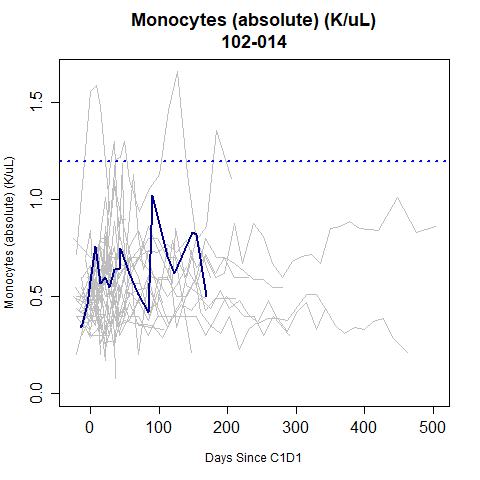 Monocytes (absolute) (K/uL)
102-014
Monocytes (absolute) (K/uL)
1.5
1.0
0.5
0.0
0 100 200 300 400 500
Days Since C1D1